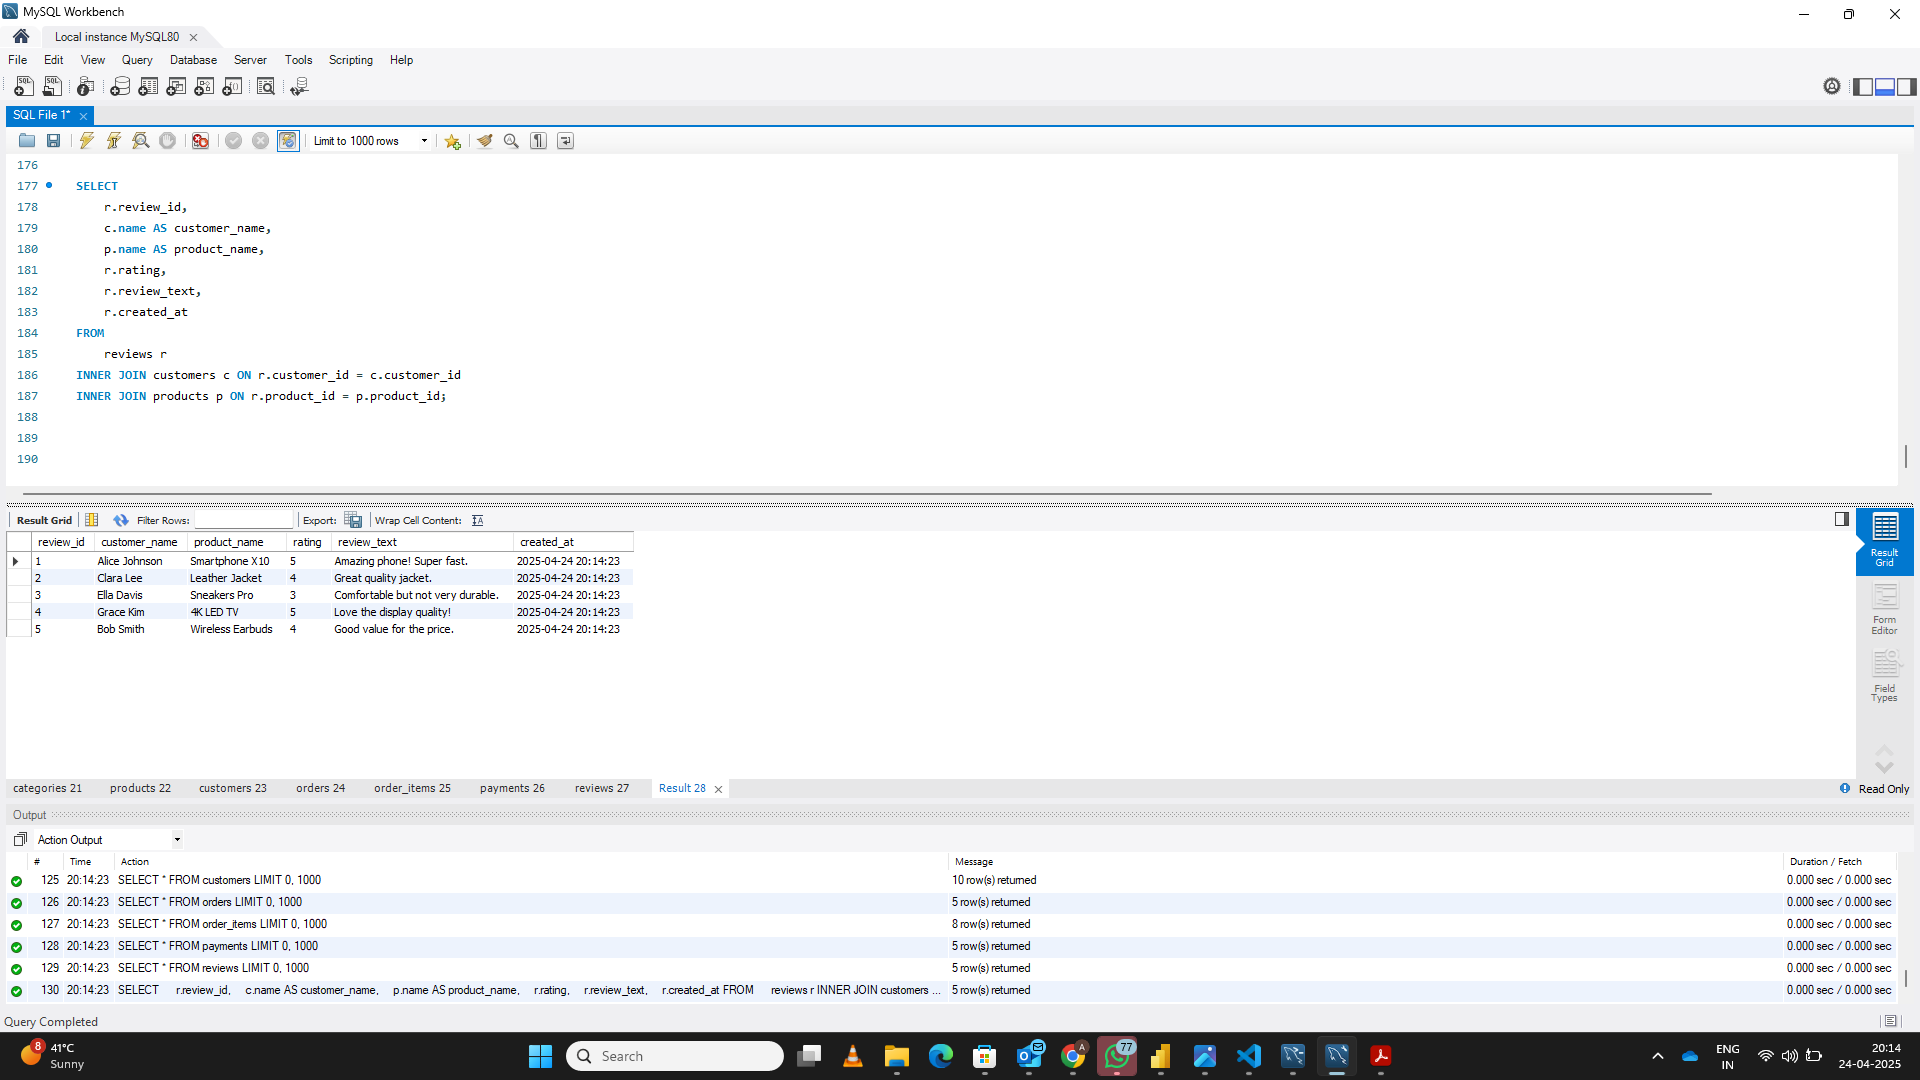 MySQL Workbench
Local instance MySQL80
File Edit View Query Database Server Tools Scripting Help
SQL File 1*
Limit to 1000 rows
176
177 SELECT
178 r.review_id,
179 c.name AS customer_name,
180 p.name AS product_name,
181 r.rating,
182 r.review_text,
183 r.created_at
184 FROM
185 reviews r
186 INNER JOIN customers c ON r.customer_id = c.customer_id
187 INNER JOIN products p ON r.product_id = p.product_id;
188
189
190
Result Grid Filter Rows: Export: Wrap Cell Content:
review_id customer_name product_name rating review_text created_at
1 Alice Johnson Smartphone X10 5 Amazing phone! Super fast. 2025-04-24 20:14:23
2 Clara Lee Leather Jacket 4 Great quality jacket. 2025-04-24 20:14:23
3 Ella Davis Sneakers Pro 3 Comfortable but not very durable. 2025-04-24 20:14:23
4 Grace Kim 4K LED TV 5 Love the display quality! 2025-04-24 20:14:23
5 Bob Smith Wireless Earbuds 4 Good value for the price. 2025-04-24 20:14:23
Result
Grid
Form
Editor
Field
Types
categories 21 products 22 customers 23 orders 24 order_items 25 payments 26 reviews 27 Result 28 Read Only
Output
Action Output
# Time Action Message Duration / Fetch
125 20:14:23 SELECT * FROM customers LIMIT 0, 1000 10 row(s) returned 0.000 sec / 0.000 sec
126 20:14:23 SELECT * FROM orders LIMIT 0, 1000 5 row(s) returned 0.000 sec / 0.000 sec
127 20:14:23 SELECT * FROM order_items LIMIT 0, 1000 8 row(s) returned 0.000 sec / 0.000 sec
128 20:14:23 SELECT * FROM payments LIMIT 0, 1000 5 row(s) returned 0.000 sec / 0.000 sec
129 20:14:23 SELECT * FROM reviews LIMIT 0, 1000 5 row(s) returned 0.000 sec / 0.000 sec
130 20:14:23 SELECT r.review_id, c.name AS customer_name, p.name AS product_name, r.rating, r.review_text, r.created_at FROM reviews r INNER JOIN customers ... 5 row(s) returned 0.000 sec / 0.000 sec
Query Completed
8 41°C
Sunny
Search
A
77
ENG
IN
20:14
24-04-2025